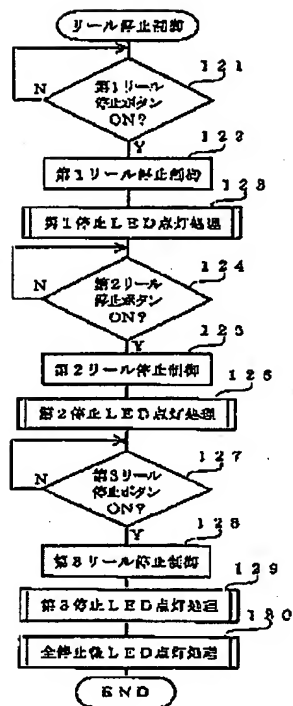 リール停止制御
121
第1リール
停止ボタン
ON?
N
Y
122
第1リール停止制御
123
第1停止LED点灯処理
124
第2リール
停止ボタン
ON?
N
Y
125
第2リール停止制御
126
第2停止LED点灯処理
127
第3リール
停止ボタン
ON?
N
Y
128
第3リール停止制御
129
第3停止LED点灯処理
130
全停止後LED点灯処理
END